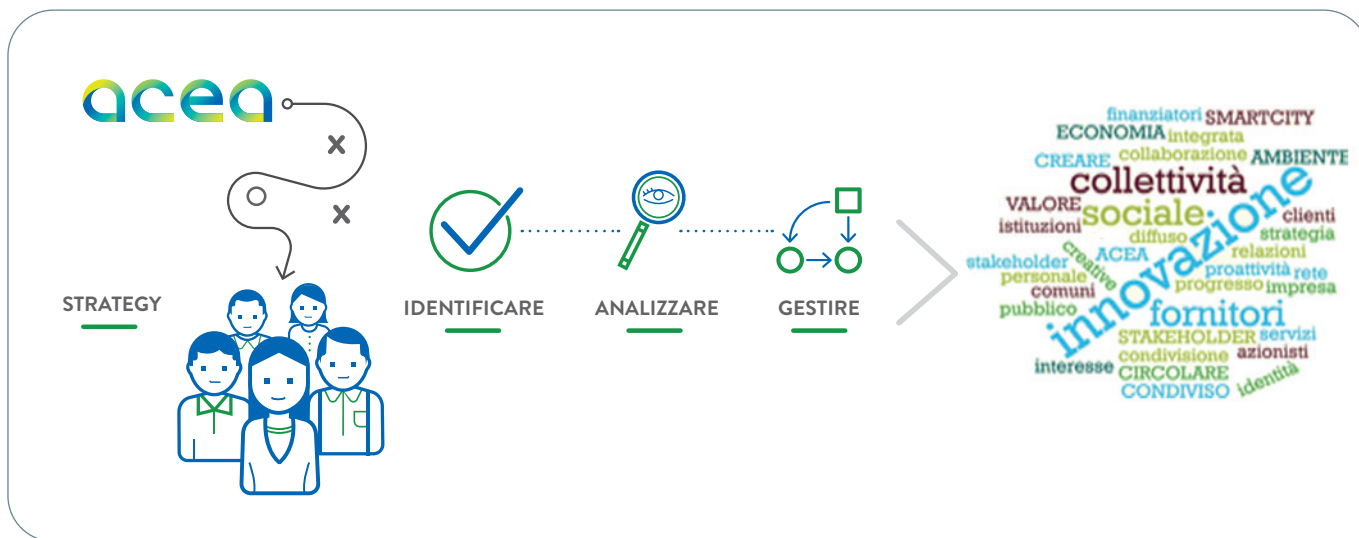 acea
STRATEGY
IDENTIFICARE
ANALIZZARE
GESTIRE
finanziatori SMARTCITY
ECONOMIA integrata
CREARE collaborazione AMBIENTE
collettività
VALORE sociale clienti
istituzioni diffuso strategia
innovazione
creative ACEA relazioni
stakeholder proattività rete
personale progresso impresa
comuni
pubblico fornitori
STAKEHOLDER servizi
interesse condivisione azionisti
CIRCOLARE identità
CONDIVISO